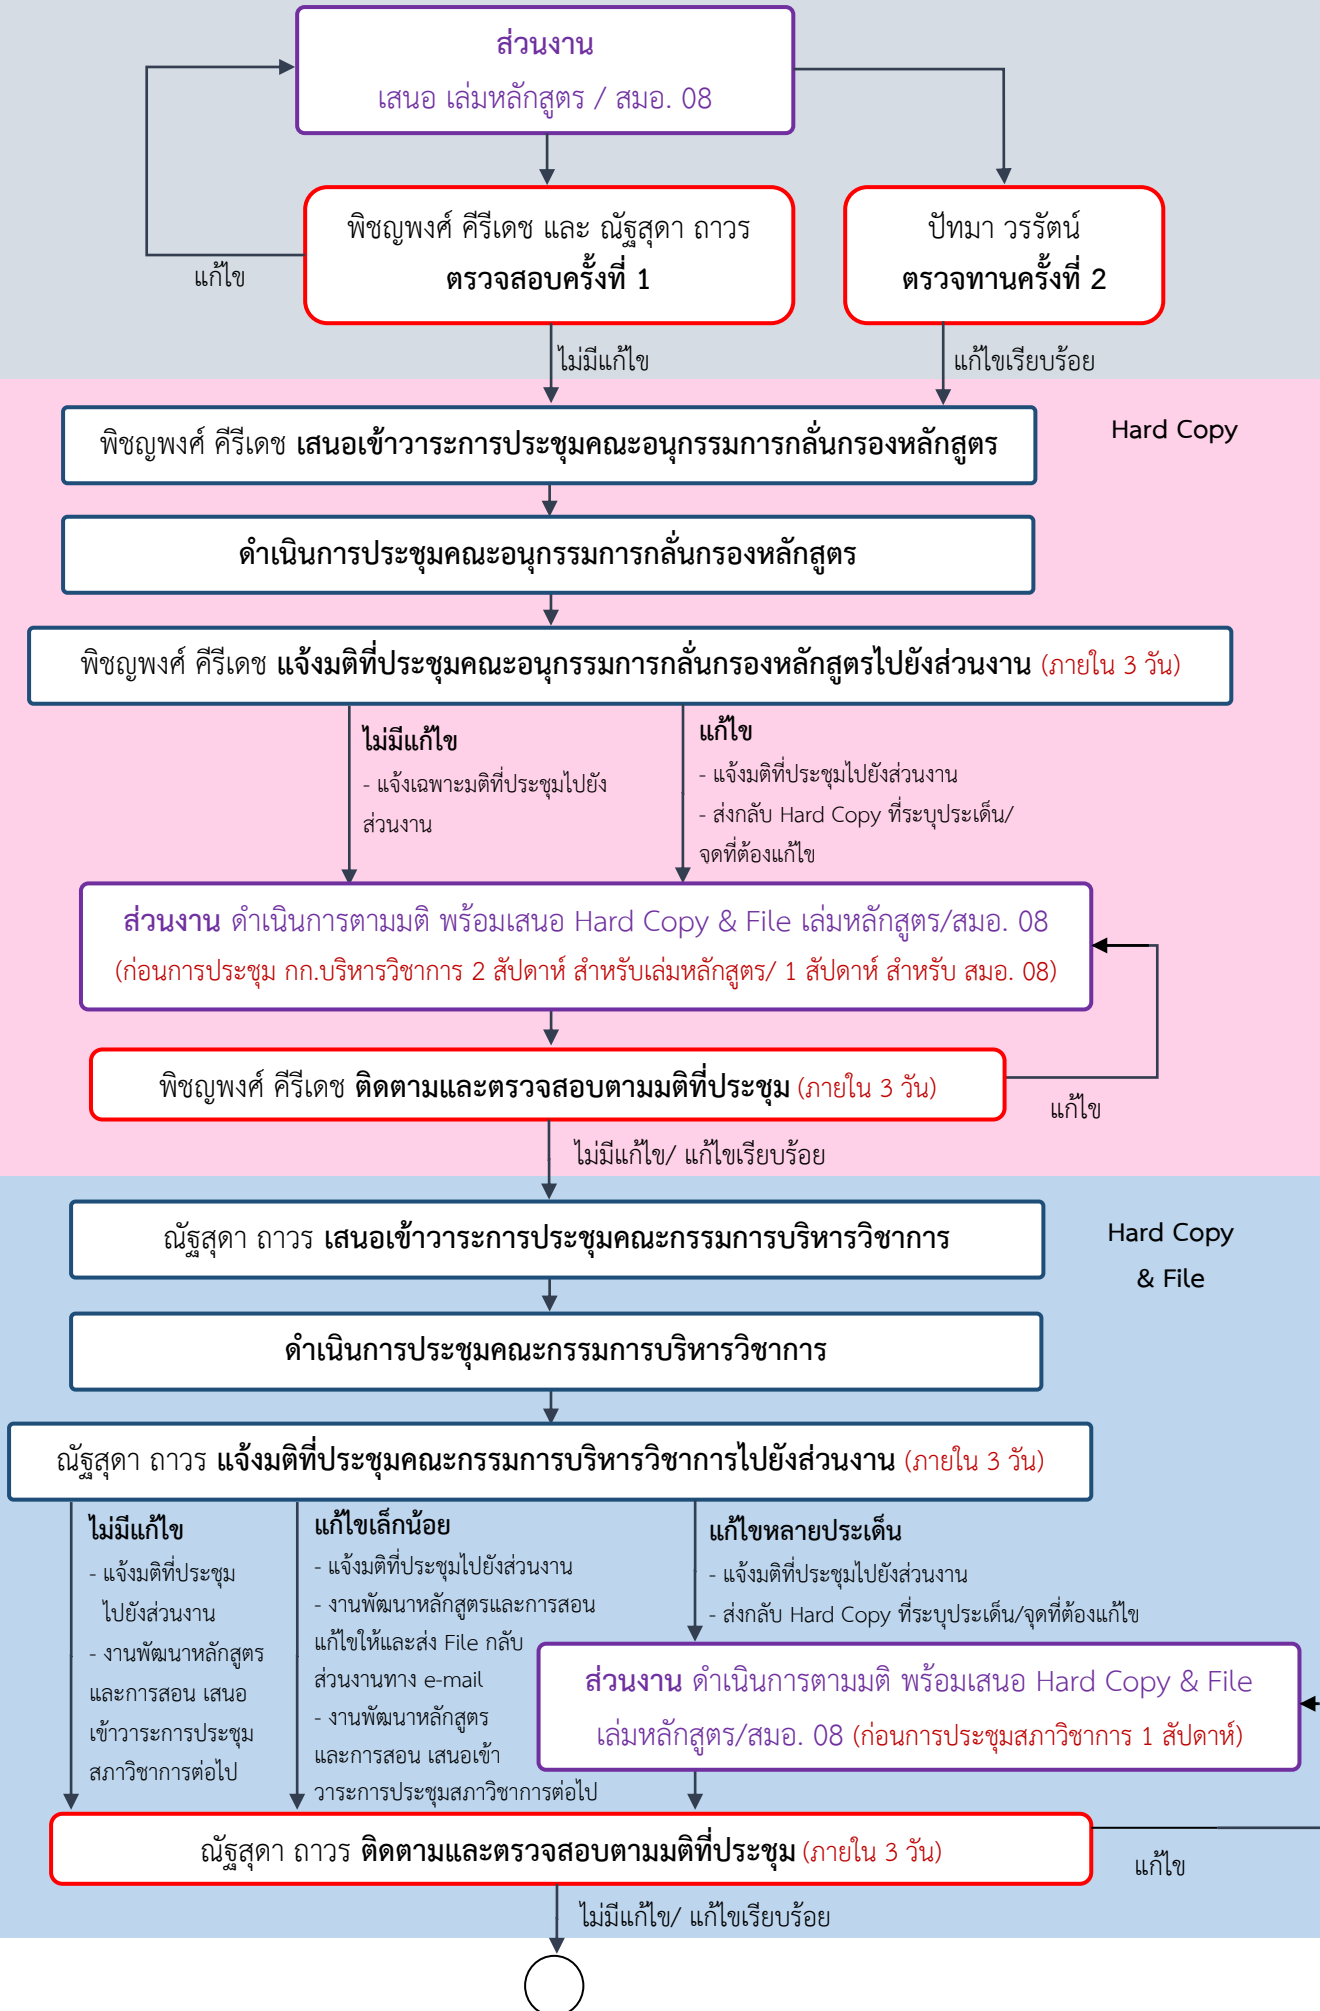 ส่วนงาน
เสนอ เล่มหลักสูตร / สมอ. 08
พิชญพงศ์ คีรีเดช และ ณัฐสุดา ถาวร
ตรวจสอบครั้งที่ 1
ปัทมา วรรัตน์
ตรวจทานครั้งที่ 2
แก้ไข
ไม่มีแก้ไข
แก้ไขเรียบร้อย
Hard Copy
พิชญพงศ์ คีรีเดช เสนอเข้าวาระการประชุมคณะอนุกรรมการกลั่นกรองหลักสูตร
ดำเนินการประชุมคณะอนุกรรมการกลั่นกรองหลักสูตร
พิชญพงศ์ คีรีเดช แจ้งมติที่ประชุมคณะอนุกรรมการกลั่นกรองหลักสูตรไปยังส่วนงาน (ภายใน 3 วัน)
ไม่มีแก้ไข
- แจ้งเฉพาะมติที่ประชุมไปยัง
ส่วนงาน
แก้ไข
- แจ้งมติที่ประชุมไปยังส่วนงาน
- ส่งกลับ Hard Copy ที่ระบุประเด็น/
จดที่ต้องแก้ไข
ส่วนงาน ดำเนินการตามมติ พร้อมเสนอ Hard Copy & File เล่มหลักสูตร/สมอ. 08
(ก่อนการประชุม กก.บริหารวิชาการ 2 สัปดาห์ สำหรับเล่มหลักสูตร/ 1 สัปดาห์ สำหรับ สมอ. 08)
พิชญพงศ์ คีรีเดช ติดตามและตรวจสอบตามมติที่ประชุม (ภายใน 3 วัน)
แก้ไข
ไม่มีแก้ไข/ แก้ไขเรียบร้อย
Hard Copy
& File
ณัฐสุดา ถาวร เสนอเข้าวาระการประชุมคณะกรรมการบริหารวิชาการ
ดำเนินการประชุมคณะกรรมการบริหารวิชาการ
ณัฐสุดา ถาวร แจ้งมติที่ประชุมคณะกรรมการบริหารวิชาการไปยังส่วนงาน (ภายใน 3 วัน)
ไม่มีแก้ไข
- แจ้งมติที่ประชุม
ไปยังส่วนงาน
- งานพัฒนาหลักสูตร
และการสอน เสนอ
เข้าวาระการประชุม
สภาวิชาการต่อไป
แก้ไขเล็กน้อย
- แจ้งมติที่ประชุมไปยังส่วนงาน
- งานพัฒนาหลักสูตรและการสอน
แก้ไขให้และส่ง File กลับ
ส่วนงานทาง e-mail
- งานพัฒนาหลักสูตร
และการสอน เสนอเข้า
วาระการประชุมสภาวิชาการต่อไป
แก้ไขหลายประเด็น
- แจ้งมติที่ประชุมไปยังส่วนงาน
- ส่งกลับ Hard Copy ที่ระบุประเด็น/จุดที่ต้องแก้ไข
ส่วนงาน ดำเนินการตามมติ พร้อมเสนอ Hard Copy & File
เล่มหลักสูตร/สมอ. 08 (ก่อนการประชุมสภาวิชาการ 1 สัปดาห์)
ณัฐสุดา ถาวร ติดตามและตรวจสอบตามมติที่ประชุม (ภายใน 3 วัน)
แก้ไข
ไม่มีแก้ไข/ แก้ไขเรียบร้อย